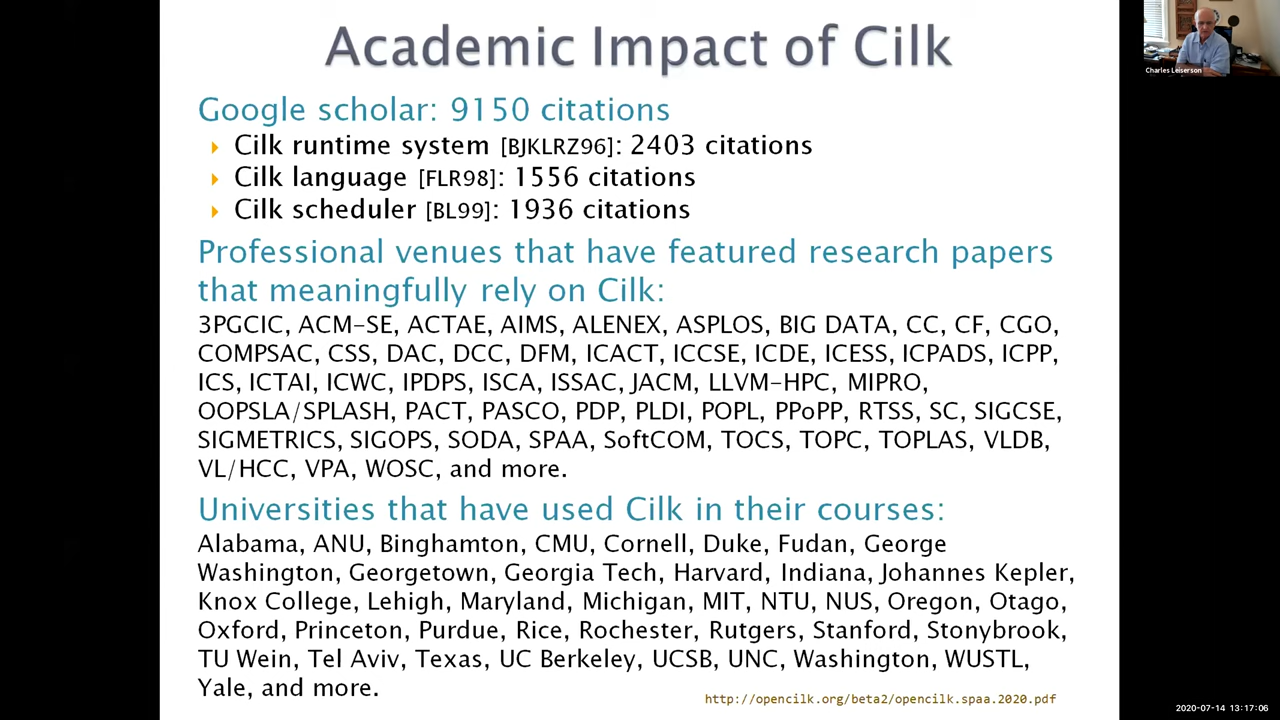 Academic Impact of Cilk
Charles Leiserson
Google scholar: 9150 citations
Cilk runtime system [BJKLRZ96]: 2403 citations
Cilk language [FLR98]: 1556 citations
Cilk scheduler [BL99]: 1936 citations
Professional venues that have featured research papers
that meaningfully rely on Cilk:
3PGCIC, ACM-SE, ACTAE, AIMS, ALENEX, ASPLOS, BIG DATA, CC, CF, CGO,
COMPSAC, CSS, DAC, DCC, DFM, ICACT, ICCSE, ICDE, ICESS, ICPADS, ICPP,
ICS, ICTAI, ICWC, IPDPS, ISCA, ISSAC, JACM, LLVM-HPC, MIPRO,
OOPSLA/SPLASH, PACT, PASCO, PDP, PLDI, POPL, PPoPP, RTSS, SC, SIGCSE,
SIGMETRICS, SIGOPS, SODA, SPAA, SoftCOM, TOCS, TOPC, TOPLAS, VLDB,
VL/HCC, VPA, WOSC, and more.
Universities that have used Cilk in their courses:
Alabama, ANU, Binghamton, CMU, Cornell, Duke, Fudan, George
Washington, Georgetown, Georgia Tech, Harvard, Indiana, Johannes Kepler,
Knox College, Lehigh, Maryland, Michigan, MIT, NTU, NUS, Oregon, Otago,
Oxford, Princeton, Purdue, Rice, Rochester, Rutgers, Stanford, Stonybrook,
TU Wein, Tel Aviv, Texas, UC Berkeley, UCSB, UNC, Washington, WUSTL,
Yale, and more.
http://opencilk.org/beta2/opencilk.spaa.2020.pdf
2020-07-14 13:17:06